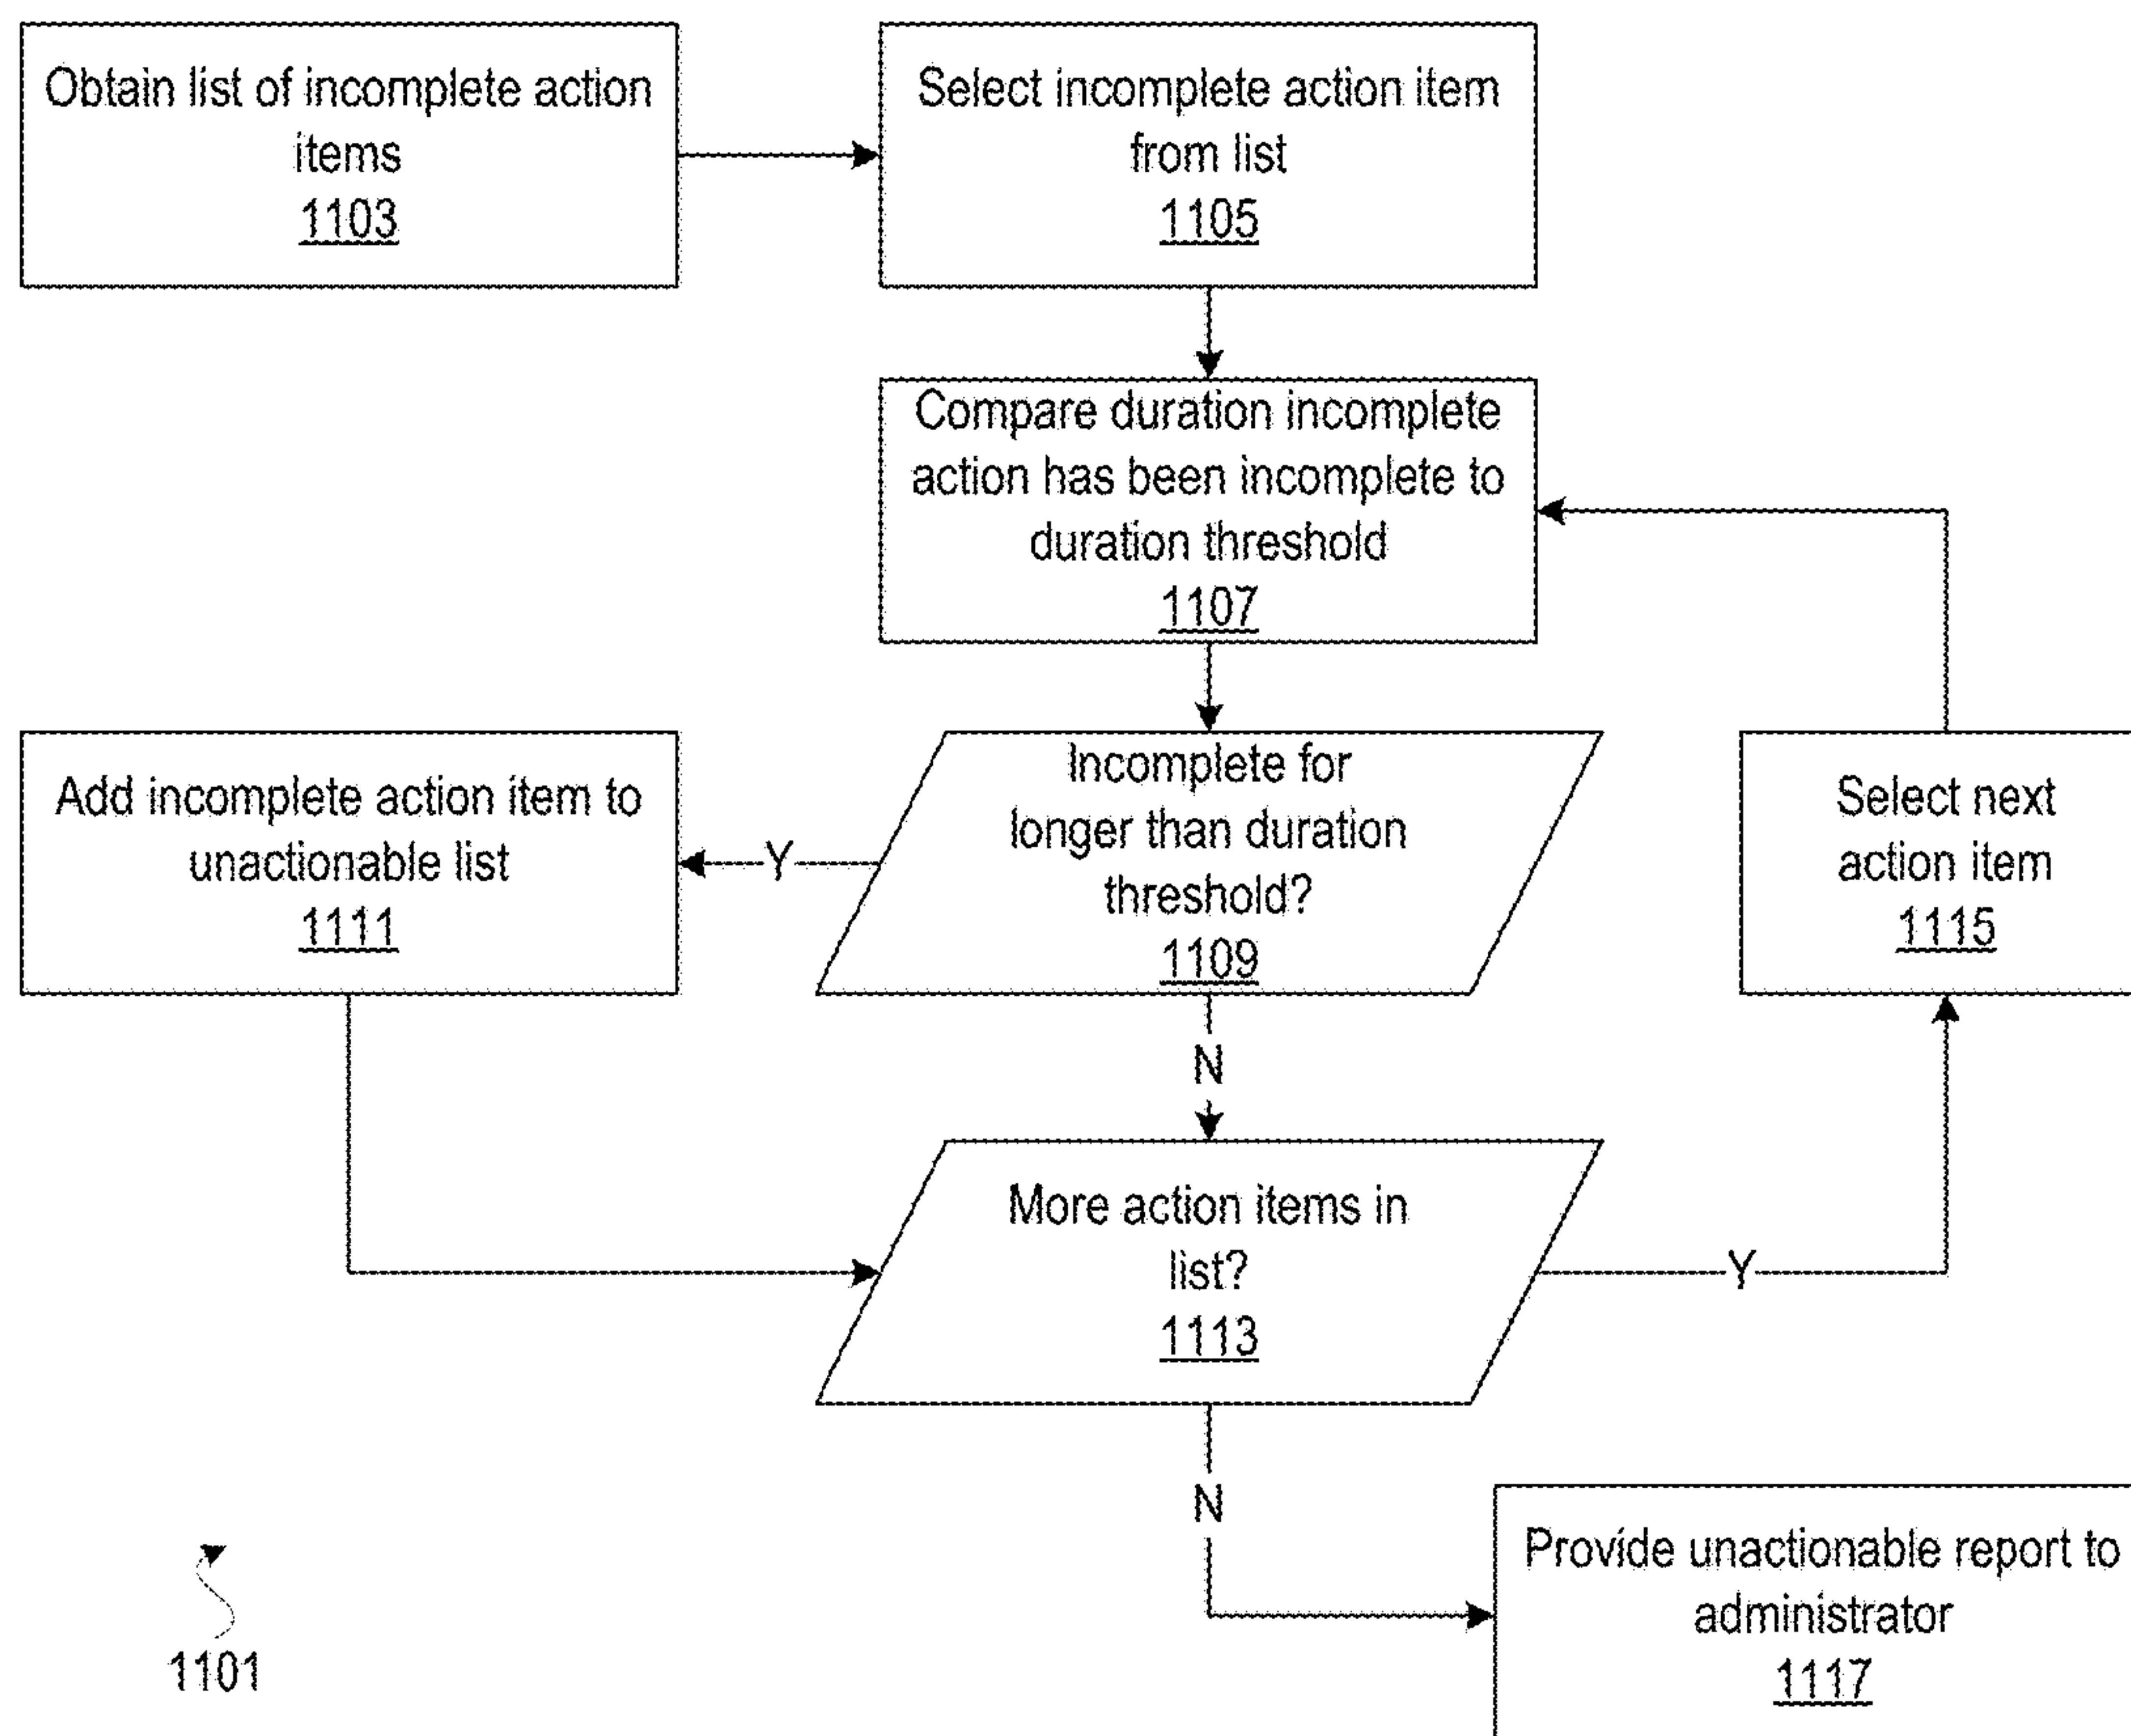 Obtain list of incomplete action
items
1103
Select incomplete action item
from list
1105
Compare duration incomplete
action has been incomplete to
duration threshold
1107
Incomplete for
longer than duration
threshold?
1109
Add incomplete action item to
unactionable list
1111
Y
Select next
action item
1115
N
More action items in
list?
1113
Y
N
Provide unactionable report to
administrator
1117
1101